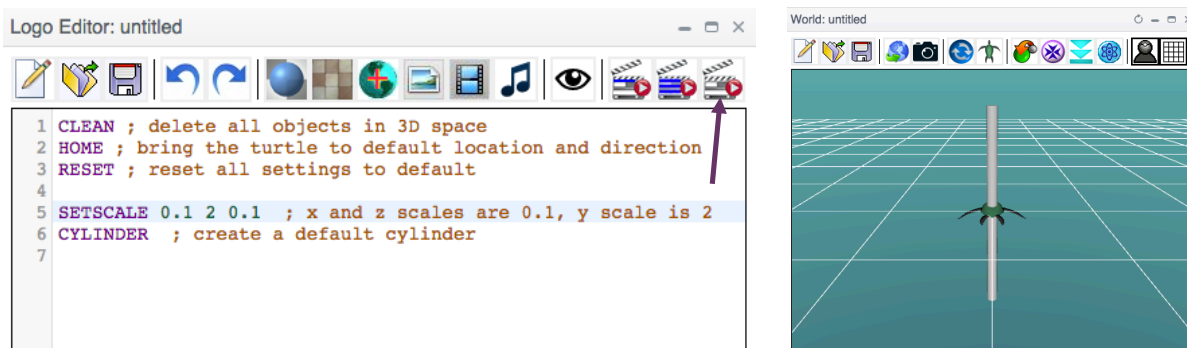 Logo Editor: untitled
1 CLEAN ; delete all objects in 3D space
2 HOME ; bring the turtle to default location and direction
3 RESET ; reset all settings to default
4
5 SETSCALE 0.1 2 0.1  ; x and z scales are 0.1, y scale is 2
6 CYLINDER  ; create a default cylinder
7
World: untitled